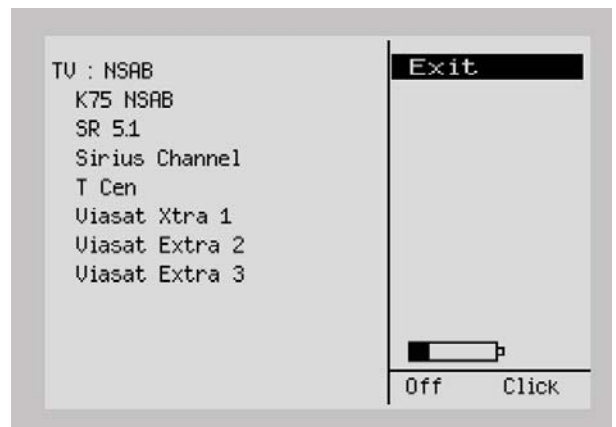 TV : NSAB
K75 NSAB
SR 5.1
Sirius Channel
T Cen
Viasat Xtra 1
Viasat Extra 2
Viasat Extra 3
Exit
Off Click